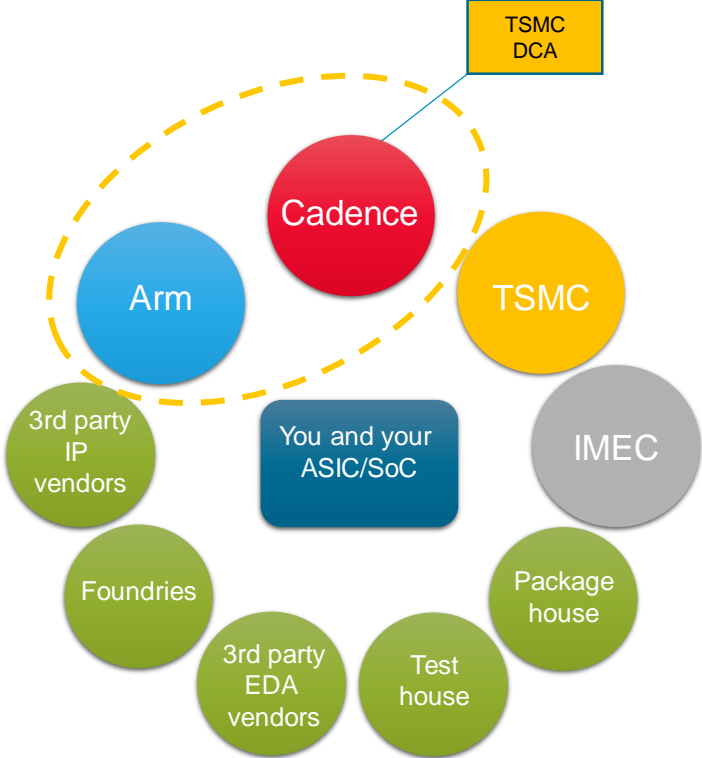 TSMC
DCA
Cadence
Arm
TSMC
3rd party
IP
vendors
You and your
ASIC/SoC
IMEC
Foundries
Package
house
3rd party
EDA
vendors
Test
house